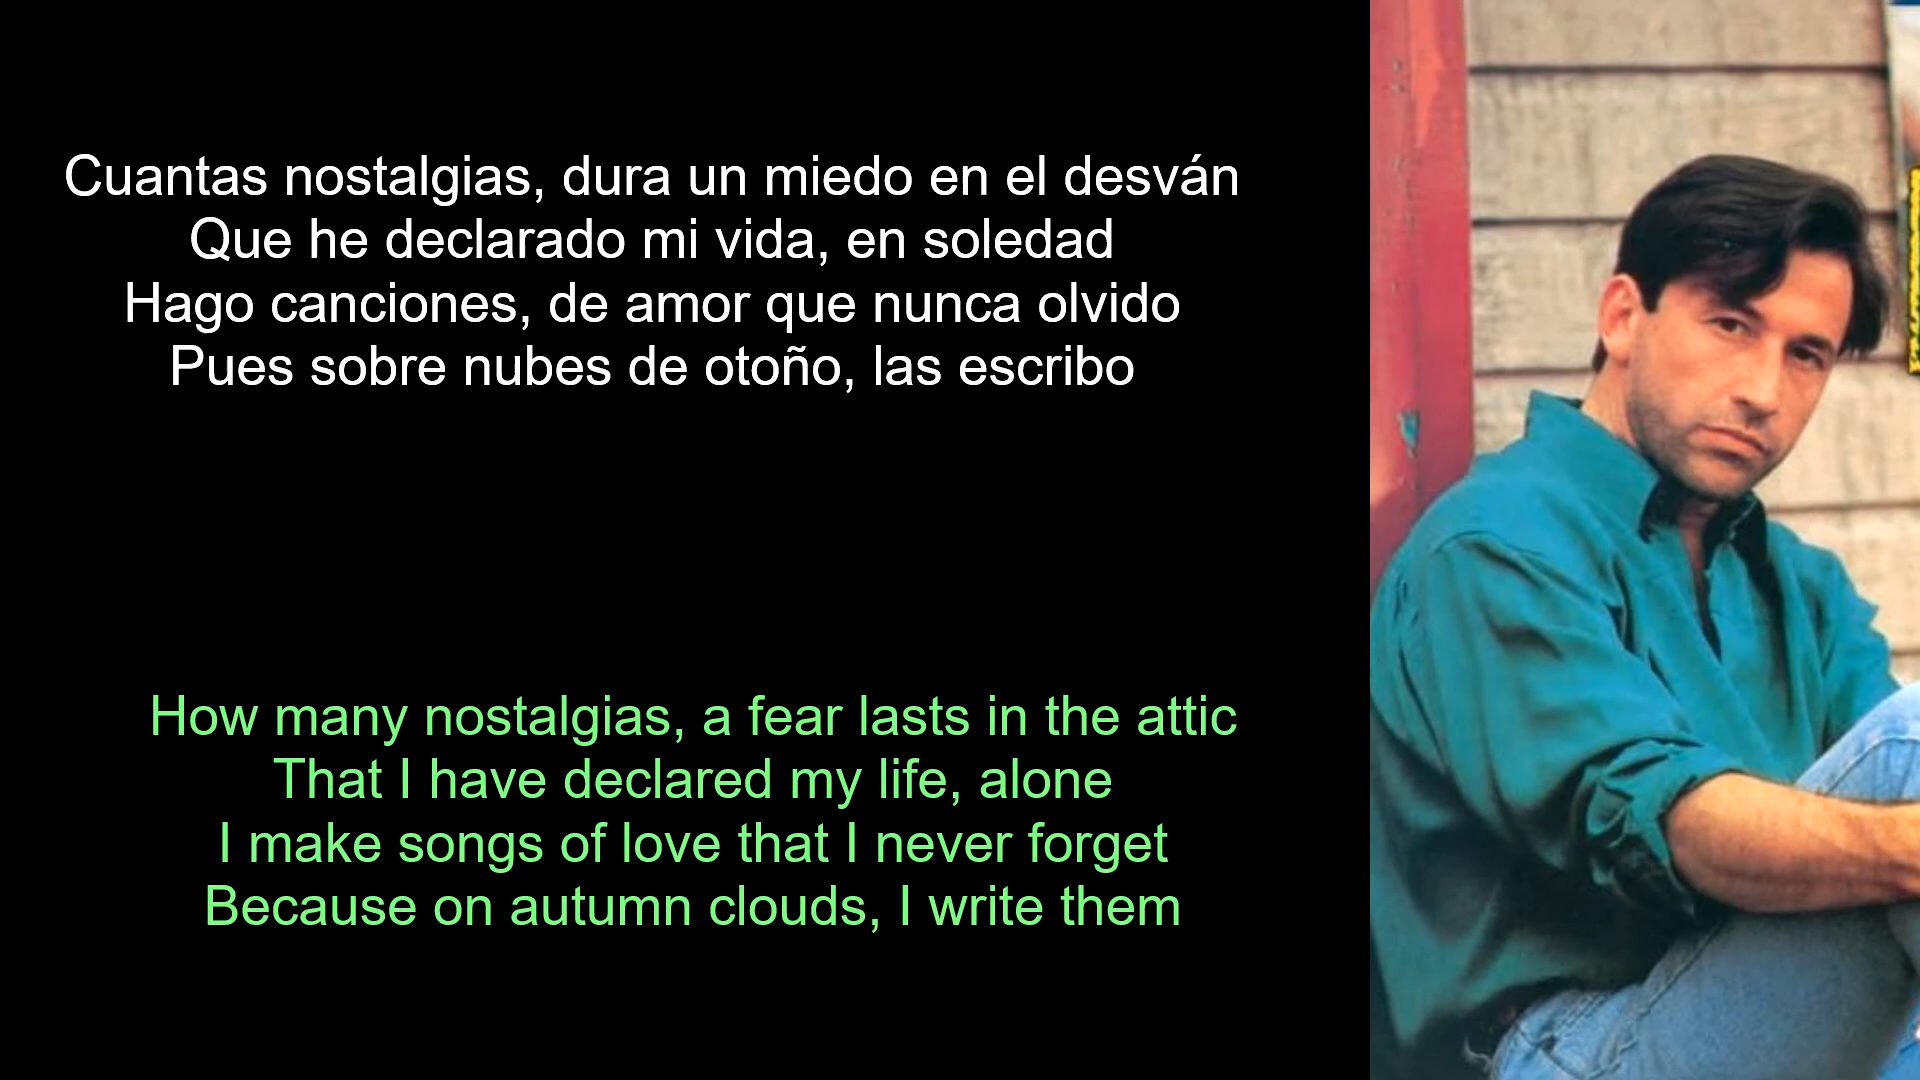 Cuantas nostalgias, dura un miedo en el desván
Que he declarado mi vida, en soledad
Hago canciones, de amor que nunca olvido
Pues sobre nubes de otoño, las escribo
How many nostalgias, a fear lasts in the attic
That I have declared my life, alone
I make songs of love that I never forget
Because on autumn clouds, I write them